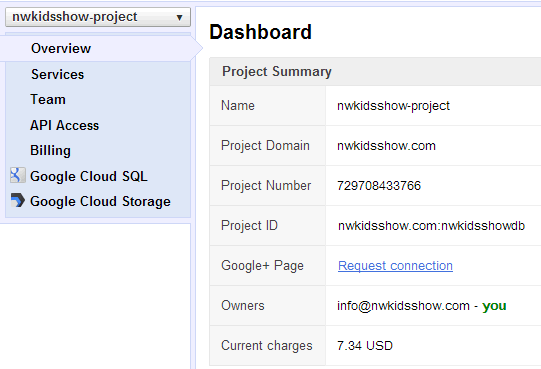 nwkidsshow-project
Overview
Services
Team
API Access
Billing
Google Cloud SQL
Google Cloud Storage
Dashboard
Project Summary
Name nwkidsshow-project
Project Domain nwkidsshow.com
Project Number 729708433766
Project ID nwkidsshow.com:nwkidsshowdb
Google+ Page Request connection
Owners info@nwkidsshow.com - you
Current charges 7.34 USD